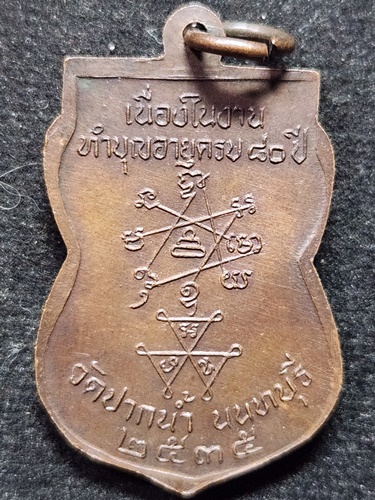 เนื่องในงาน
ทำบุญอายุครบ ๘๐ ปี
วัดปากน้ำ นนทบุรี
๒๕๓๕